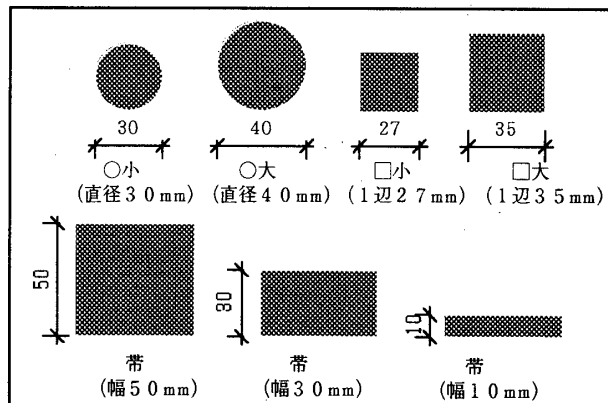 30 40 27 35
○小 ○大 □小 □大
(直径30mm) (直径40mm) (1辺27mm) (1辺35mm)
50 30 10
帯 帯 帯
(幅50mm) (幅30mm) (幅10mm)